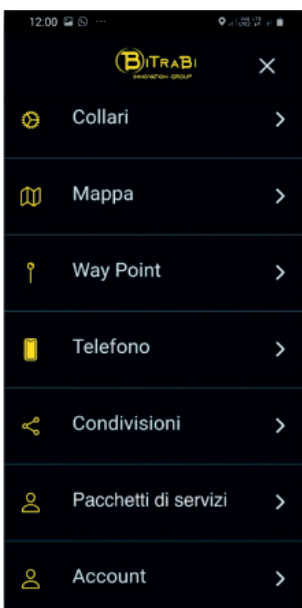 12:00
BiTraBi
INNOVATION GROUP
Collari
Mappa
Way Point
Telefono
Condivisioni
Pacchetti di servizi
Account